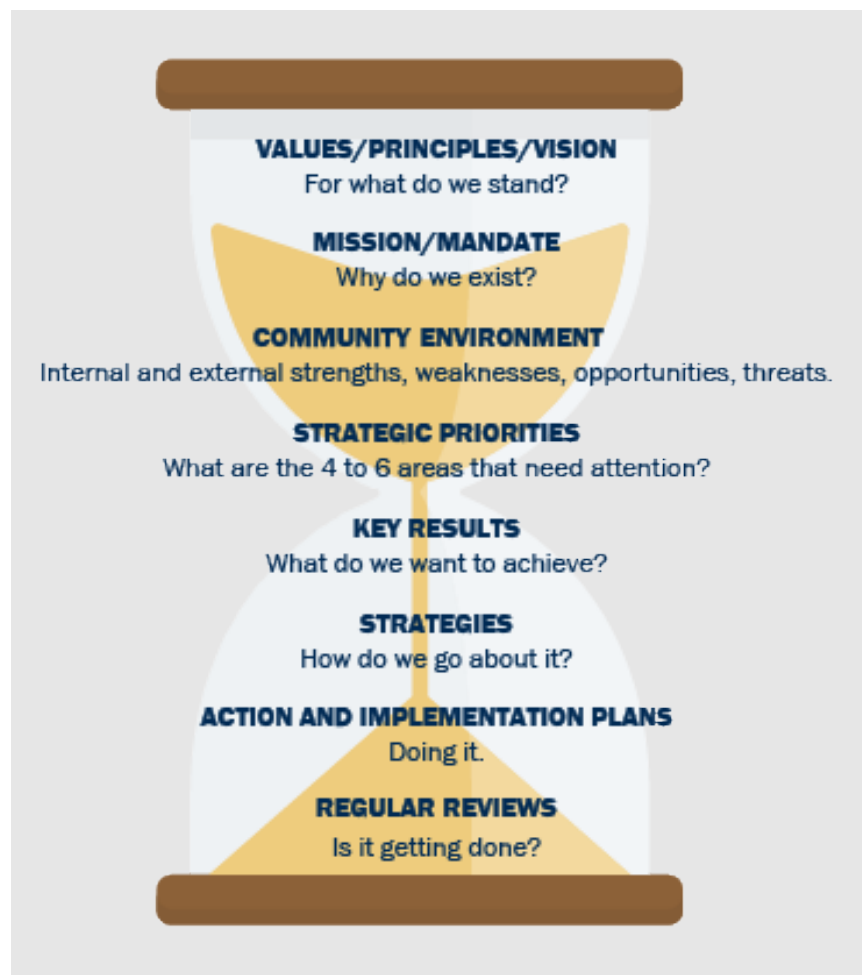 VALUES/PRINCIPLES/VISION
For what do we stand?
MISSION/MANDATE
Why do we exist?
COMMUNITY ENVIRONMENT
Internal and external strengths, weaknesses, opportunities, threats.
STRATEGIC PRIORITIES
What are the 4 to 6 areas that need attention?
KEY RESULTS
What do we want to achieve?
STRATEGIES
How do we go about it?
ACTION AND IMPLEMENTATION PLANS
Doing it.
REGULAR REVIEWS
Is it getting done?